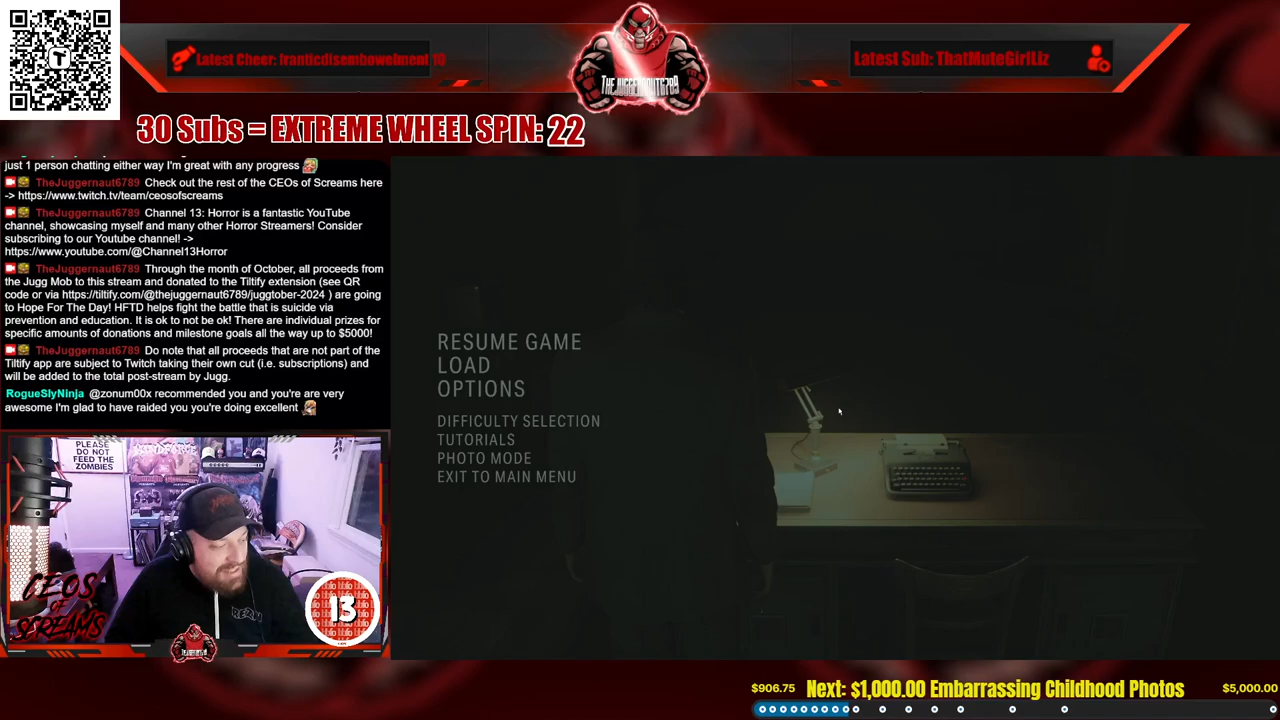 Latest Cheer: franticdisembowelment 10
THEJUGGERNAUT6789
Latest Sub: ThatMuteGirlLiz
30 Subs = EXTREME WHEEL SPIN: 22
just 1 person chatting either way I'm great with any progress
TheJuggernaut6789 Check out the rest of the CEOs of Screams here
-> https://www.twitch.tv/team/ceosofscreams
TheJuggernaut6789 Channel 13: Horror is a fantastic YouTube
channel, showcasing myself and many other Horror Streamers! Consider
subscribing to our Youtube channel! ->
https://www.youtube.com/@Channel13Horror
TheJuggernaut6789 Through the month of October, all proceeds from
the Jugg Mob to this stream and donated to the Tiltify extension (see QR
code or via https://tiltify.com/@thejuggernaut6789/juggtober-2024 ) are going
to Hope For The Day! HFTD helps fight the battle that is suicide via
prevention and education. It is ok to not be ok! There are individual prizes for
specific amounts of donations and milestone goals all the way up to $5000!
TheJuggernaut6789 Do note that all proceeds that are not part of the
Tiltify app are subject to Twitch taking their own cut (i.e. subscriptions) and
will be added to the total post-stream by Jugg.
RogueSlyNinja @zonum00x recommended you and you're are very
awesome I'm glad to have raided you you're doing excellent
RESUME GAME
LOAD
OPTIONS
DIFFICULTY SELECTION
TUTORIALS
PHOTO MODE
EXIT TO MAIN MENU
PLEASE
DO NOT
FEED THE
ZOMBIES
CEOS
OF
SCREAMS
13
$906.75 Next: $1,000.00 Embarrassing Childhood Photos $5,000.00